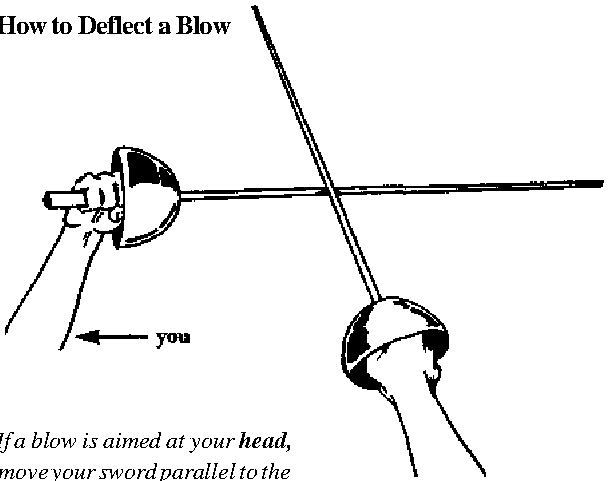 How to Deflect a Blow
you
If a blow is aimed at your head,
move your sword parallel to the